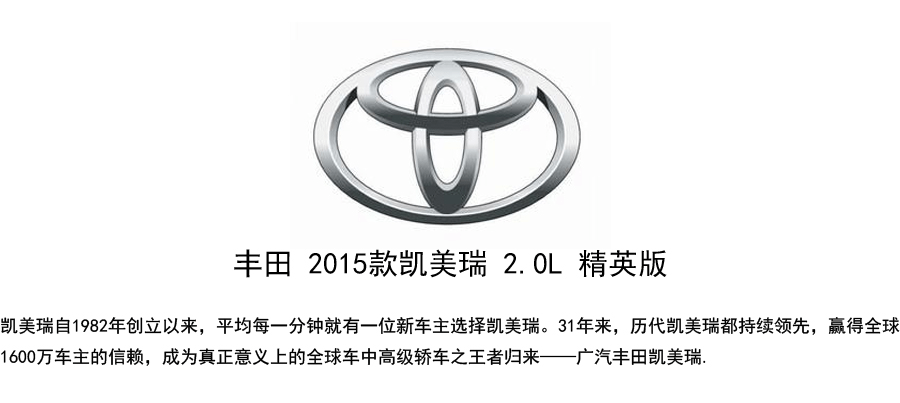 丰田 2015款凯美瑞 2.0L 精英版
凯美瑞自1982年创立以来，平均每一分钟就有一位新车主选择凯美瑞。31年来，历代凯美瑞都持续领先，赢得全球
1600万车主的信赖，成为真正意义上的全球车中高级轿车之王者归来——广汽丰田凯美瑞.